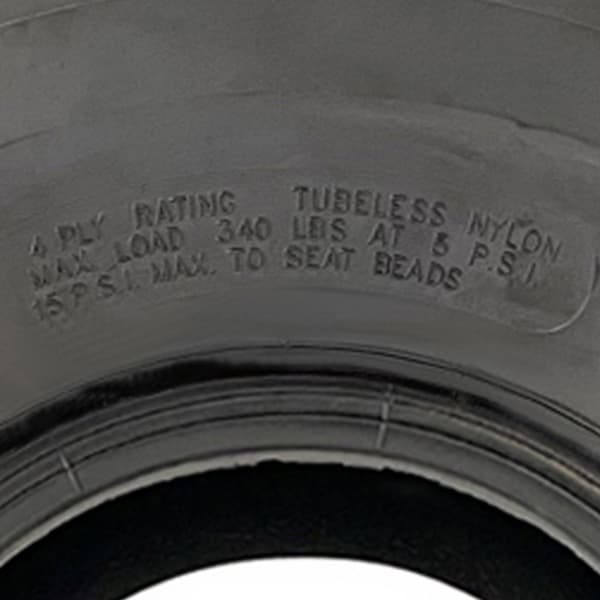 4 PLY RATING TUBELESS NYLON
MAX. LOAD 340 LBS AT 5 P.S.I.
15 P.S.I. MAX. TO SEAT BEADS